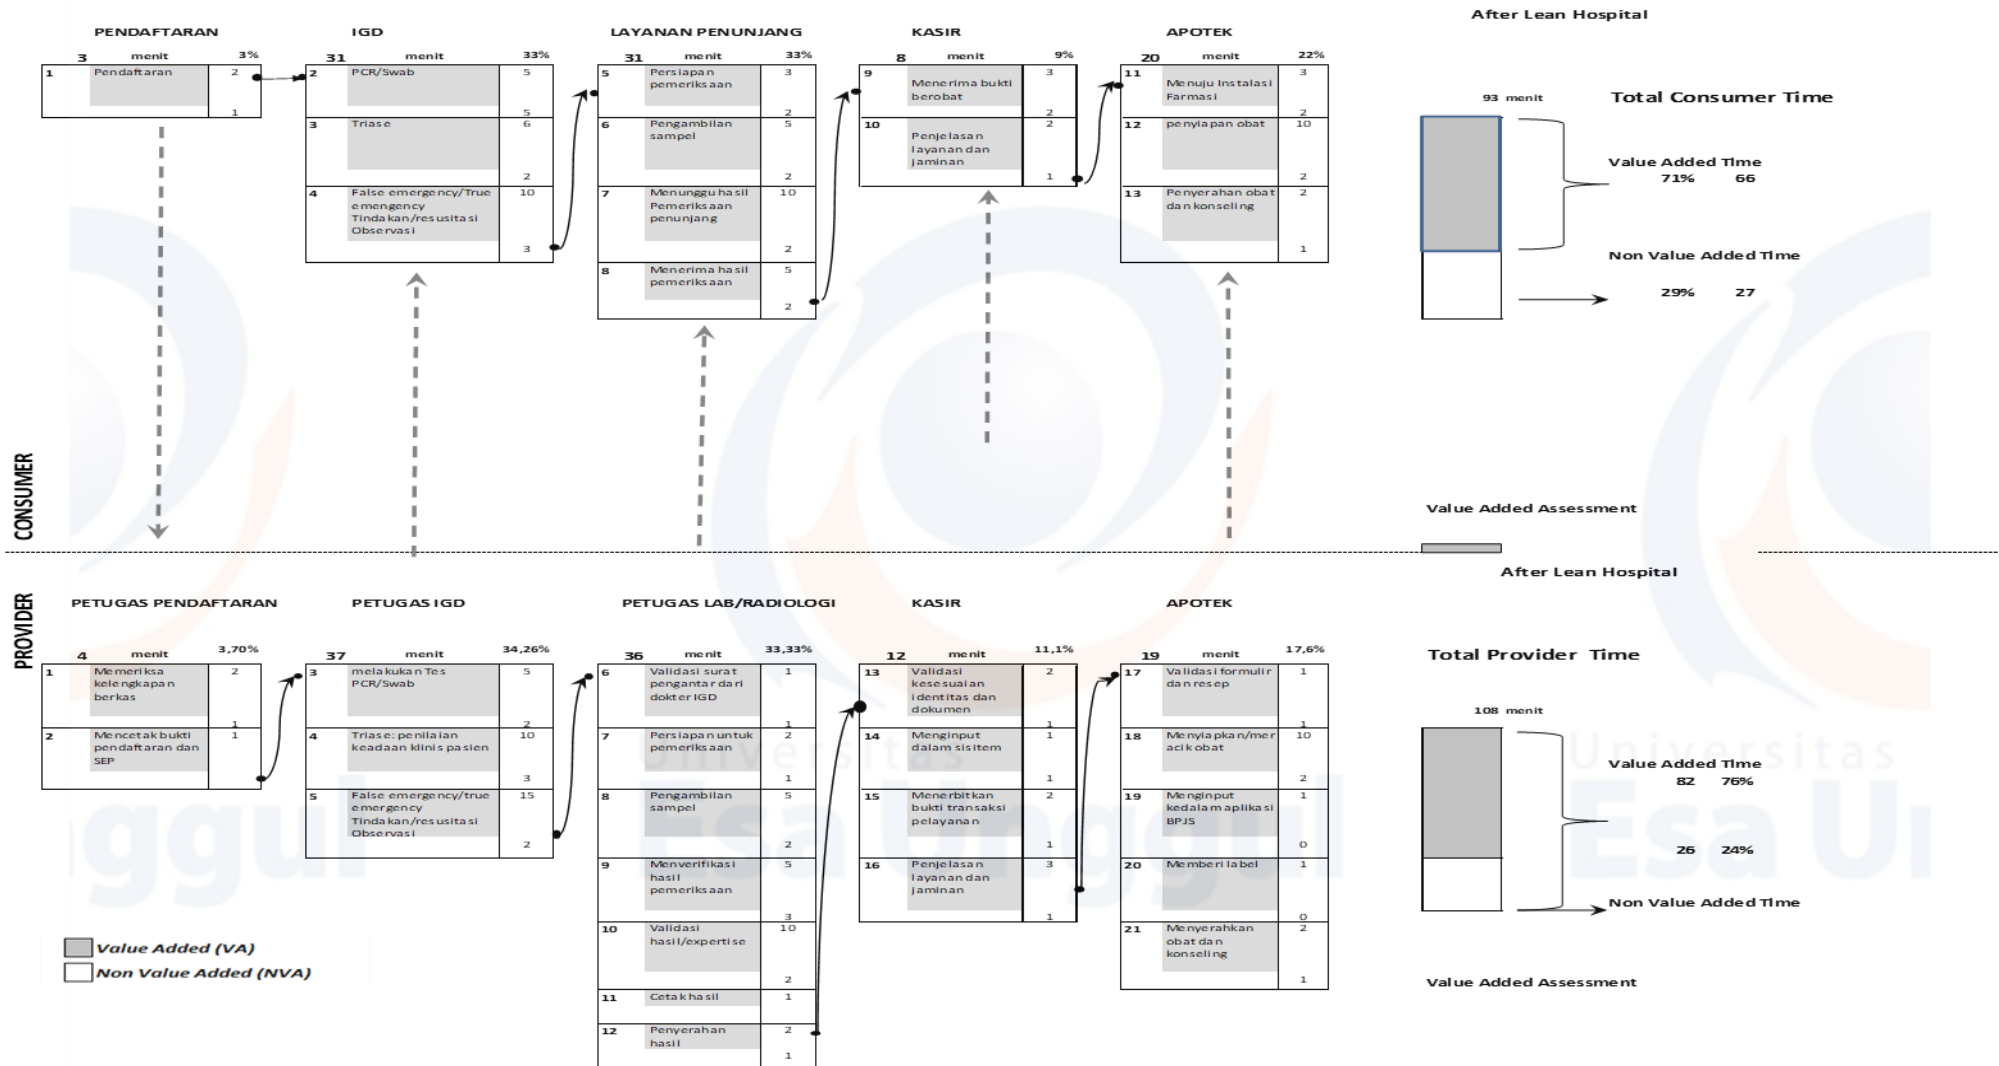 After Lean Hospital
PENDAFTARAN IGD LAYANAN PENUNJANG KASIR APOTEK
3 menit 3% 31 menit 33% 31 menit 33% 8 menit 9% 20 menit 22%
1 Pendaftaran 2
1
2 PCR/Swab 5
5
3 Triase 6
2
4 False emergency/True 10
emengency
Tindakan/resusitasi
Observasi
3
5 Persiapan 3
pemeriksaan
2
6 Pengambilan 5
sampel
2
7 Menunggu hasil 10
Pemeriksaan
penunjang
2
8 Menerima hasil 5
pemeriksaan
2
9 3
Menerima bukti
berobat
2
10 2
Penjelasan
layanan dan
jaminan
1
11 3
Menuju Instalasi
Farmasi
2
12 penyiapan obat 10
2
13 Penyerahan obat 2
dan konseling
1
93 menit Total Consumer Time
Value Added Time
71% 66
Non Value Added Time
29% 27
CONSUMER
Value Added Assessment
After Lean Hospital
PROVIDER
PETUGAS PENDAFTARAN PETUGAS IGD PETUGAS LAB/RADIOLOGI KASIR APOTEK
4 menit 3,70% 37 menit 34,26% 36 menit 33,33% 12 menit 11,1% 19 menit 17,6%
1 Memeriksa 2
kelengkapan
berkas
1
2 Mencetak bukti 1
pendaftaran dan
SEP
3 melakukan Tes 5
PCR/Swab
2
4 Triase: penilaian 10
keadaan klinis pasien
3
5 False emergency/true 15
emergency
Tindakan/resusitasi
Observasi
2
6 Validasi surat 1
pengantar dari
dokter IGD
1
7 Persiapan untuk 2
pemeriksaan
1
8 Pengambilan 5
sampel
2
9 Menverifikasi 5
hasil
pemeriksaan
3
10 Validasi 10
hasil/expertise
2
11 Cetak hasil 1
12 Penyerahan 2
hasil
1
13 Validasi 2
kesesuaian
identitas dan
dokumen
1
14 Menginput 1
dalam sisitem
1
15 Menerbitkan 2
bukti transaksi
pelayanan
1
16 Penjelasan 3
layanan dan
jaminan
1
17 Validasi formulir 1
dan resep
1
18 Menyiapkan/mer 10
acik obat
2
19 Menginput 1
kedalam aplikasi
BPJS
0
20 Memberi label 1
0
21 Menyerahkan 2
obat dan
konseling
1
Total Provider Time
108 menit
Value Added Time
82 76%
26 24%
Non Value Added Time
Value Added Assessment
Value Added (VA)
Non Value Added (NVA)
Universitas
Esa Unggul
Universitas
Esa Un
ggul